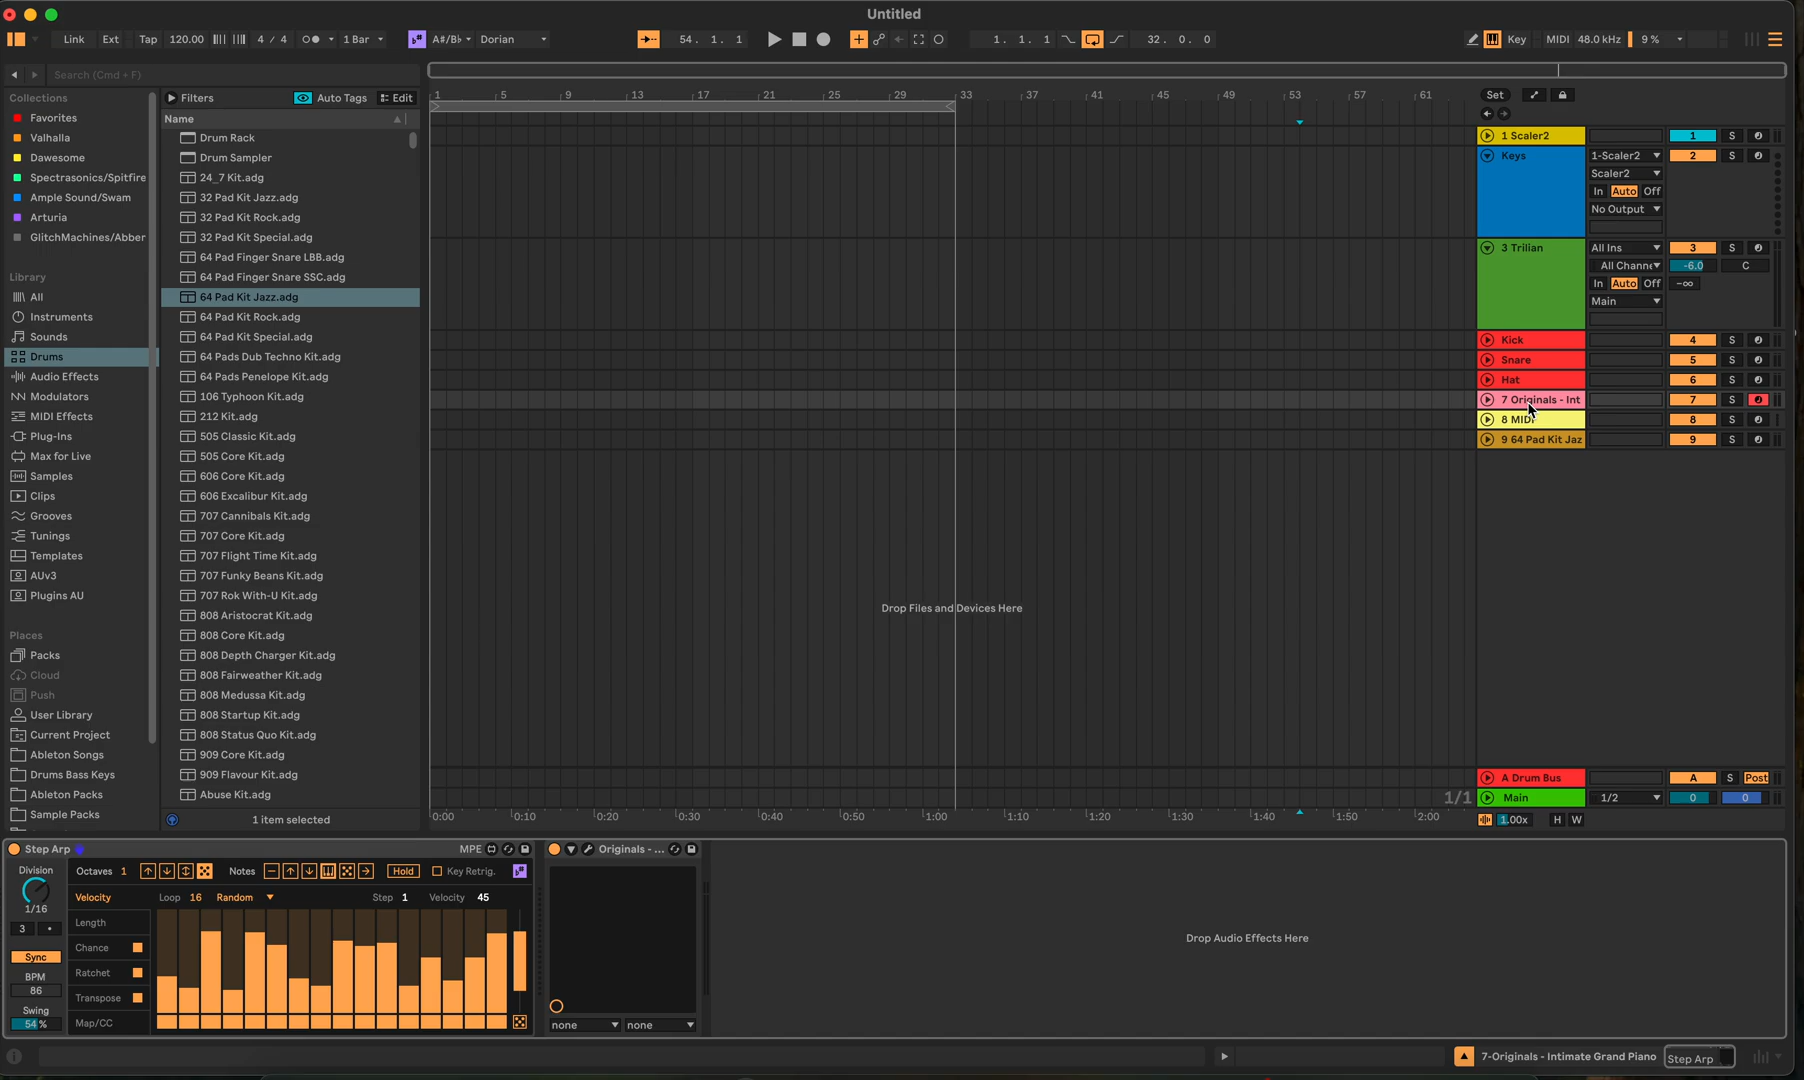 Untitled
Link Ext Tap 120.00 4 / 4 1 Bar A#/B♭ Dorian 54. 1. 1 1. 1. 1 32. 0. 0 Key MIDI 48.0 kHz 9 %
Search (Cmd + F)
Collections
Favorites
Valhalla
Dawesome
Spectrasonics/Spitfire
Ample Sound/Swam
Arturia
GlitchMachines/Abber
Library
All
Instruments
Sounds
Drums
Audio Effects
Modulators
MIDI Effects
Plug-Ins
Max for Live
Samples
Clips
Grooves
Tunings
Templates
AUv3
Plugins AU
Places
Packs
Cloud
Push
User Library
Current Project
Ableton Songs
Drums Bass Keys
Ableton Packs
Sample Packs
Filters Auto Tags Edit
Name
Drum Rack
Drum Sampler
24_7 Kit.adg
32 Pad Kit Jazz.adg
32 Pad Kit Rock.adg
32 Pad Kit Special.adg
64 Pad Finger Snare LBB.adg
64 Pad Finger Snare SSC.adg
64 Pad Kit Jazz.adg
64 Pad Kit Rock.adg
64 Pad Kit Special.adg
64 Pads Dub Techno Kit.adg
64 Pads Penelope Kit.adg
106 Typhoon Kit.adg
212 Kit.adg
505 Classic Kit.adg
505 Core Kit.adg
606 Core Kit.adg
606 Excalibur Kit.adg
707 Cannibals Kit.adg
707 Core Kit.adg
707 Flight Time Kit.adg
707 Funky Beans Kit.adg
707 Rok With-U Kit.adg
808 Aristocrat Kit.adg
808 Core Kit.adg
808 Depth Charger Kit.adg
808 Fairweather Kit.adg
808 Medussa Kit.adg
808 Startup Kit.adg
808 Status Quo Kit.adg
909 Core Kit.adg
909 Flavour Kit.adg
Abuse Kit.adg
1 item selected
1 5 9 13 17 21 25 29 33 37 41 45 49 53 57 61
Drop Files and Devices Here
1/1
0:00 0:10 0:20 0:30 0:40 0:50 1:00 1:10 1:20 1:30 1:40 1:50 2:00
Set
1 Scaler2 1 S
Keys 1-Scaler2 2 S
Scaler2
In Auto Off
No Output
3 Trilian All Ins 3 S
All Channe -6.0 C
In Auto Off -∞
Main
Kick 4 S
Snare 5 S
Hat 6 S
7 Originals - Int 7 S
8 MIDI 8 S
9 64 Pad Kit Jaz 9 S
A Drum Bus A S Post
Main 1/2 0 0
1.00x H W
Step Arp MPE
Division
1/16
3
Sync
BPM
86
Swing
54 %
Octaves 1 Notes Hold Key Retrig.
Velocity Loop 16 Random Step 1 Velocity 45
Length
Chance
Ratchet
Transpose
Map/CC
Originals - ...
none none
Drop Audio Effects Here
7-Originals - Intimate Grand Piano Step Arp